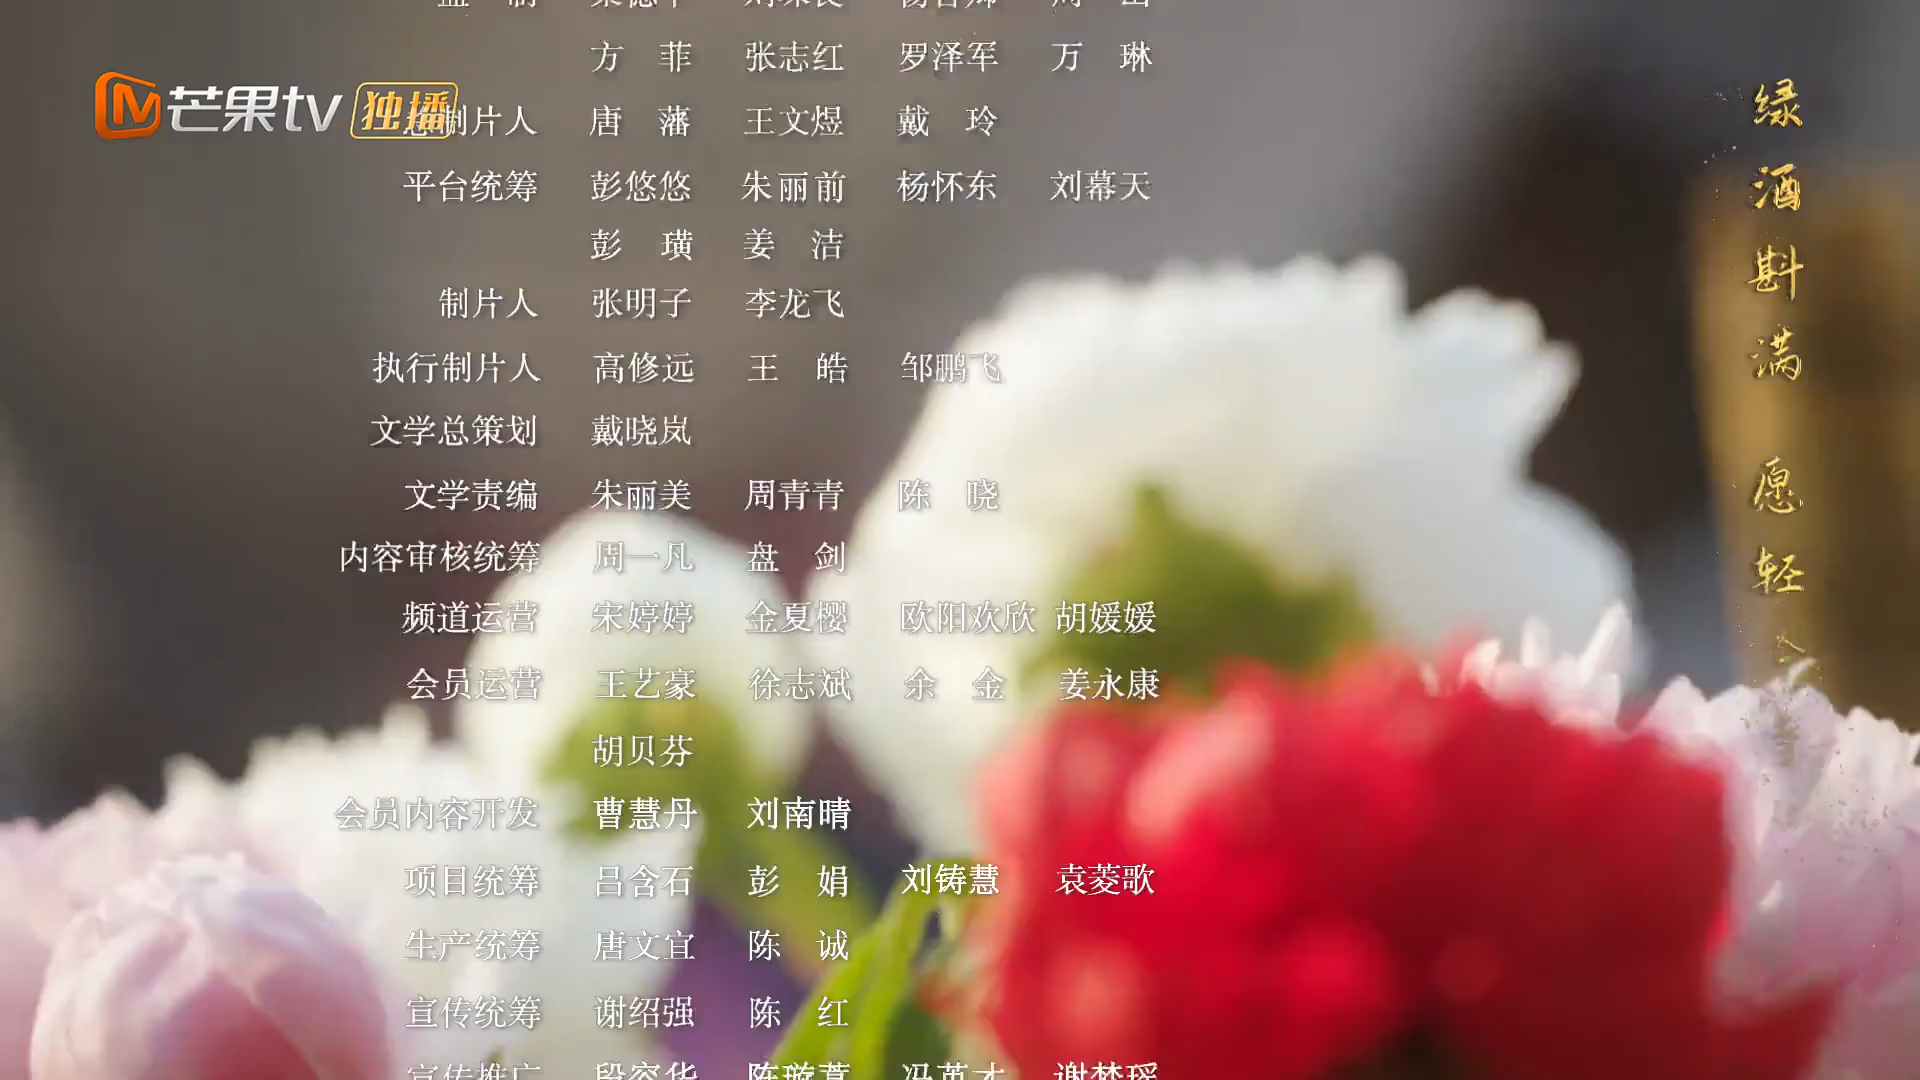 方 菲 张志红 罗泽军 万 琳
芒果tv 独播
总制片人 唐 藩 王文煜 戴 玲
平台统筹 彭悠悠 朱丽前 杨怀东 刘幕天
彭 璜 姜 洁
制片人 张明子 李龙飞
执行制片人 高修远 王 皓 邹鹏飞
文学总策划 戴晓岚
文学责编 朱丽美 周青青 陈 晓
内容审核统筹 周一凡 盘 剑
频道运营 宋婷婷 金夏樱 欧阳欢欣 胡媛媛
会员运营 王艺豪 徐志斌 余 金 姜永康
胡贝芬
会员内容开发 曹慧丹 刘南晴
项目统筹 吕含石 彭 娟 刘铸慧 袁菱歌
生产统筹 唐文宜 陈 诚
宣传统筹 谢绍强 陈 红
宣传推广
绿酒斟满 愿轻